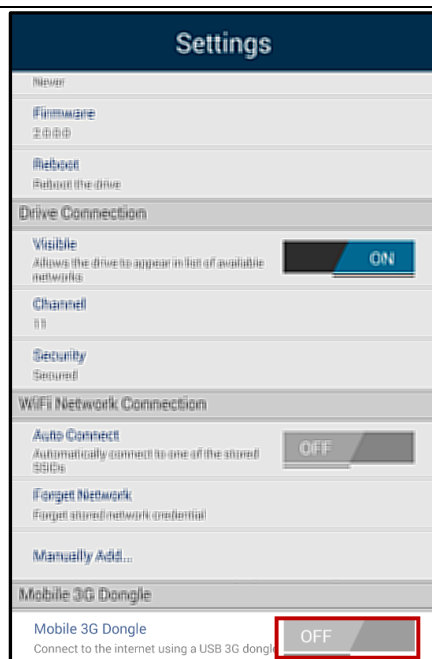 Settings
Never
Firmware
2.0.0.0
Reboot
Reboot the drive
Drive Connection
Visible
Allows the drive to appear in list of available
networks
ON
Channel
11
Security
Secured
WiFi Network Connection
Auto Connect
Automatically connect to one of the stored
SSIDs
OFF
Forget Network
Forget stored network credential
Manually Add...
Mobile 3G Dongle
Mobile 3G Dongle
Connect to the internet using a USB 3G dongle
OFF